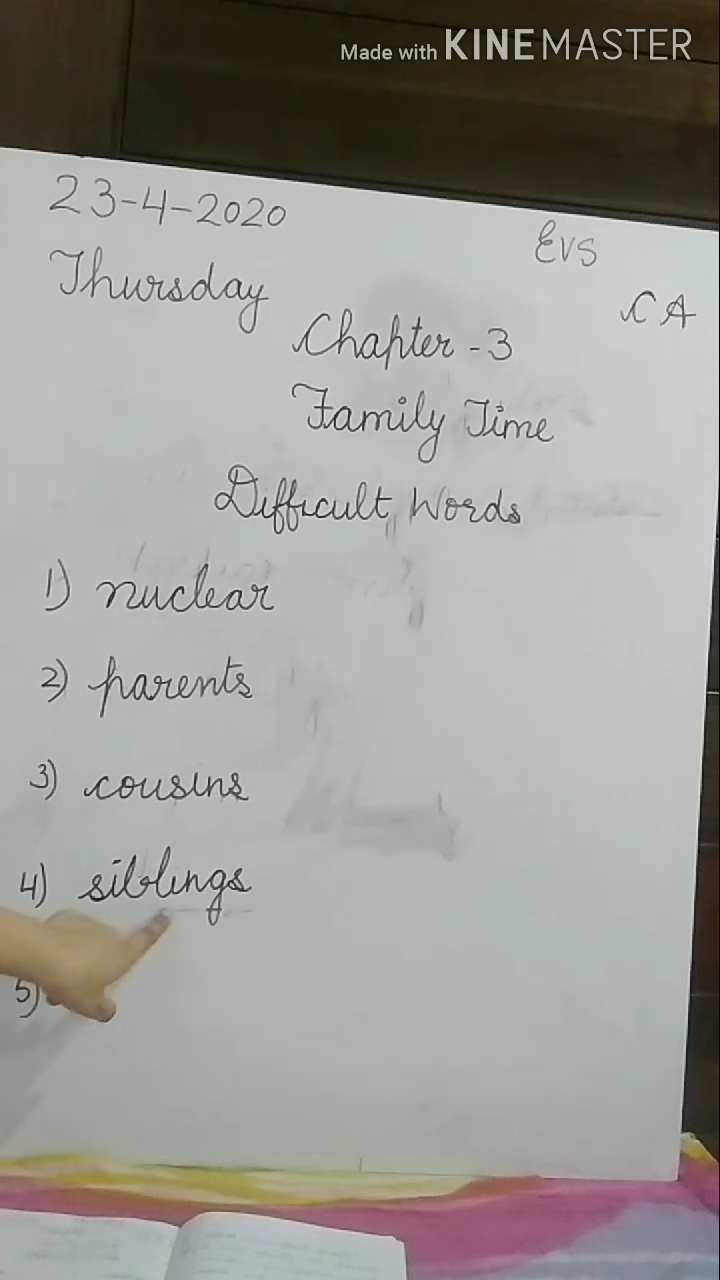 Made with KINEMASTER
23-4-2020
EVS
Thursday
CA
Chapter - 3
Family Time
Difficult Words
1) nuclear
2) parents
3) cousins
4) siblings
5)